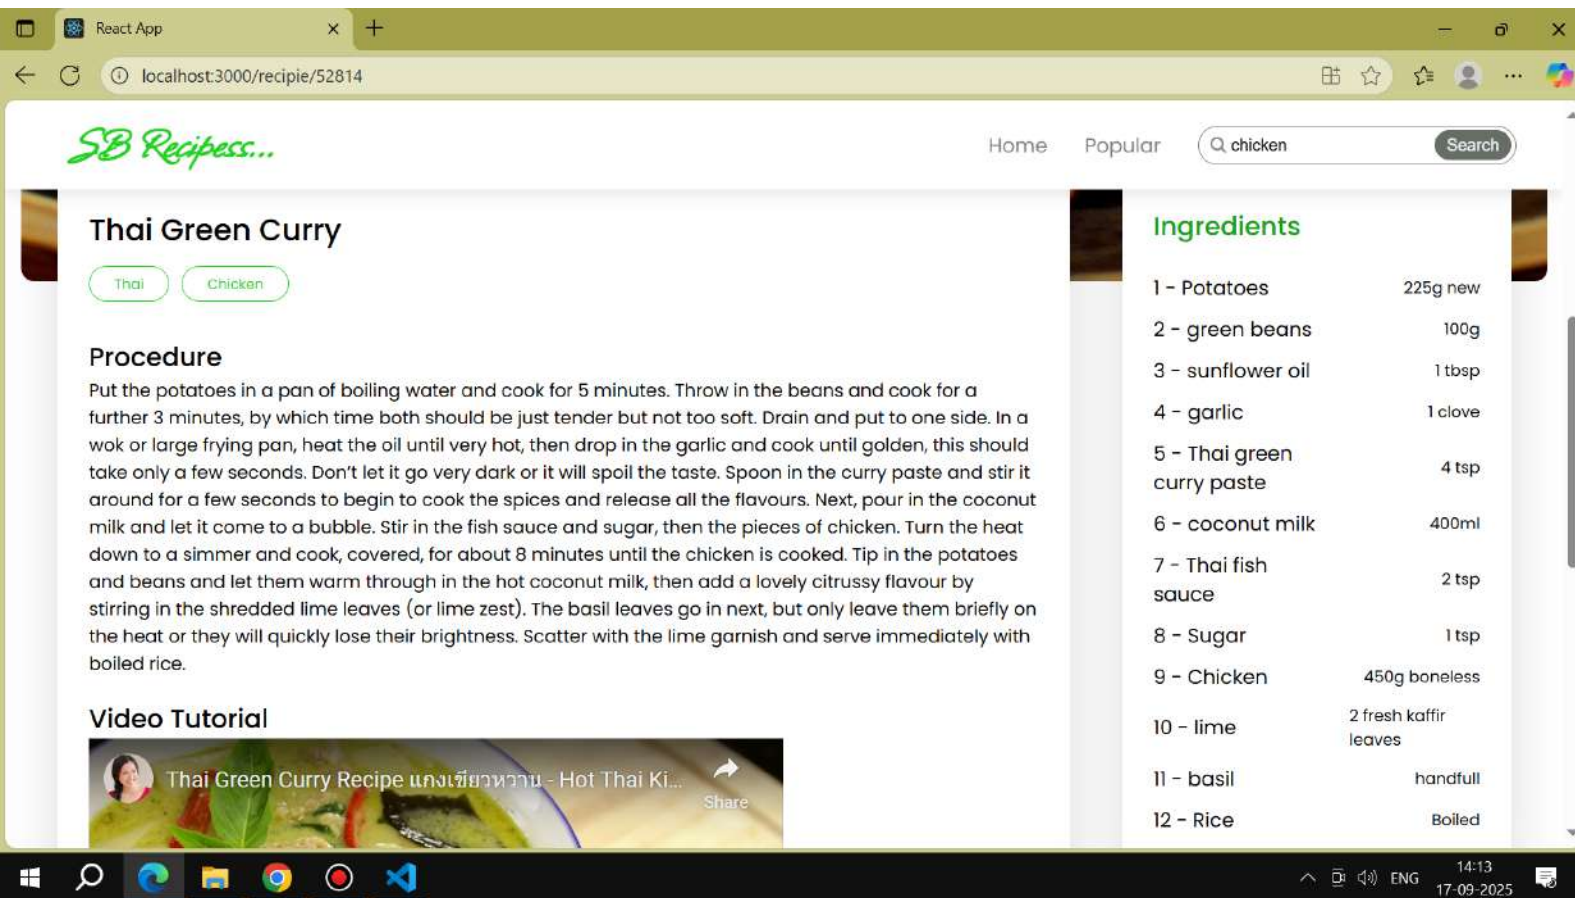 React App
localhost:3000/recipie/52814
SB Recipess...
Home
Popular
chicken
Search
Thai Green Curry
Thai
Chicken
Procedure
Put the potatoes in a pan of boiling water and cook for 5 minutes. Throw in the beans and cook for a
further 3 minutes, by which time both should be just tender but not too soft. Drain and put to one side. In a
wok or large frying pan, heat the oil until very hot, then drop in the garlic and cook until golden, this should
take only a few seconds. Don’t let it go very dark or it will spoil the taste. Spoon in the curry paste and stir it
around for a few seconds to begin to cook the spices and release all the flavours. Next, pour in the coconut
milk and let it come to a bubble. Stir in the fish sauce and sugar, then the pieces of chicken. Turn the heat
down to a simmer and cook, covered, for about 8 minutes until the chicken is cooked. Tip in the potatoes
and beans and let them warm through in the hot coconut milk, then add a lovely citrussy flavour by
stirring in the shredded lime leaves (or lime zest). The basil leaves go in next, but only leave them briefly on
the heat or they will quickly lose their brightness. Scatter with the lime garnish and serve immediately with
boiled rice.
Video Tutorial
Thai Green Curry Recipe แกงเขียวหวาน - Hot Thai Ki...
Share
Ingredients
1 - Potatoes 225g new
2 - green beans 100g
3 - sunflower oil 1 tbsp
4 - garlic 1 clove
5 - Thai green
curry paste 4 tsp
6 - coconut milk 400ml
7 - Thai fish
sauce 2 tsp
8 - Sugar 1 tsp
9 - Chicken 450g boneless
10 - lime 2 fresh kaffir
leaves
11 - basil handfull
12 - Rice Boiled
ENG
14:13
17-09-2025